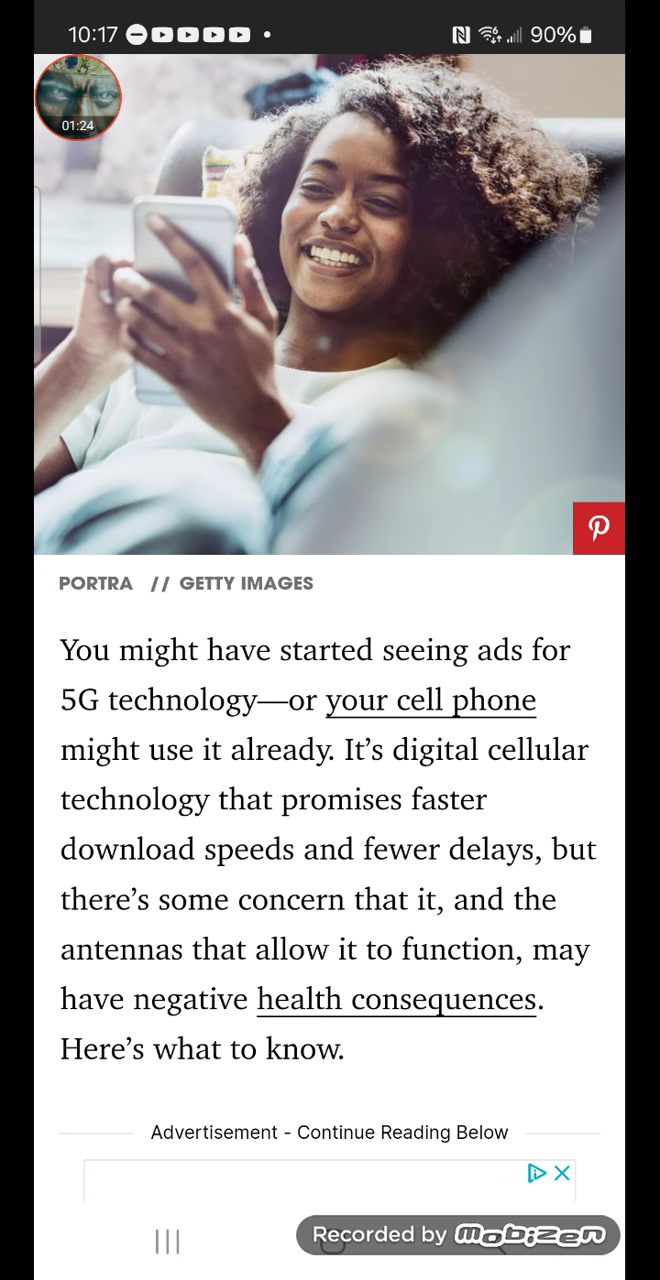 10:17
90%
01:24
PORTRA // GETTY IMAGES
You might have started seeing ads for
5G technology—or your cell phone
might use it already. It’s digital cellular
technology that promises faster
download speeds and fewer delays, but
there’s some concern that it, and the
antennas that allow it to function, may
have negative health consequences.
Here’s what to know.
Advertisement - Continue Reading Below
Recorded by mobizen